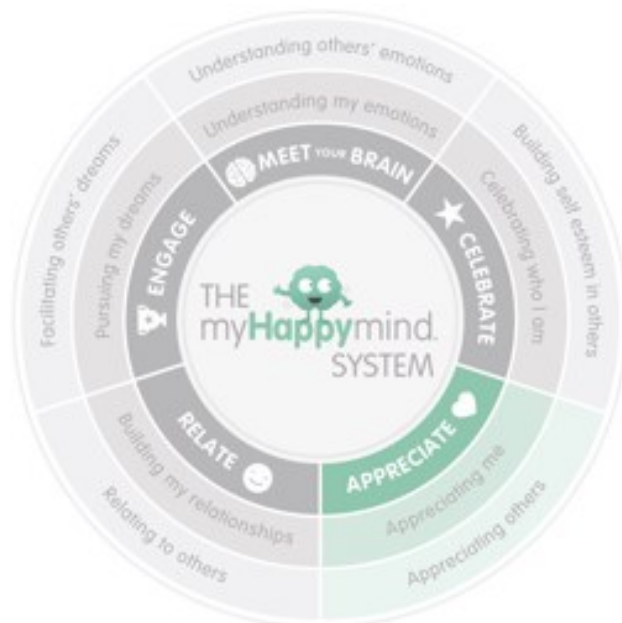 THE
myHappymind.
SYSTEM
MEET YOUR BRAIN
Understanding my emotions
Understanding others' emotions
CELEBRATE
Celebrating who I am
Building self esteem in others
APPRECIATE
Appreciating me
Appreciating others
RELATE
Building my relationships
Relating to others
ENGAGE
Pursuing my dreams
Facilitating others' dreams